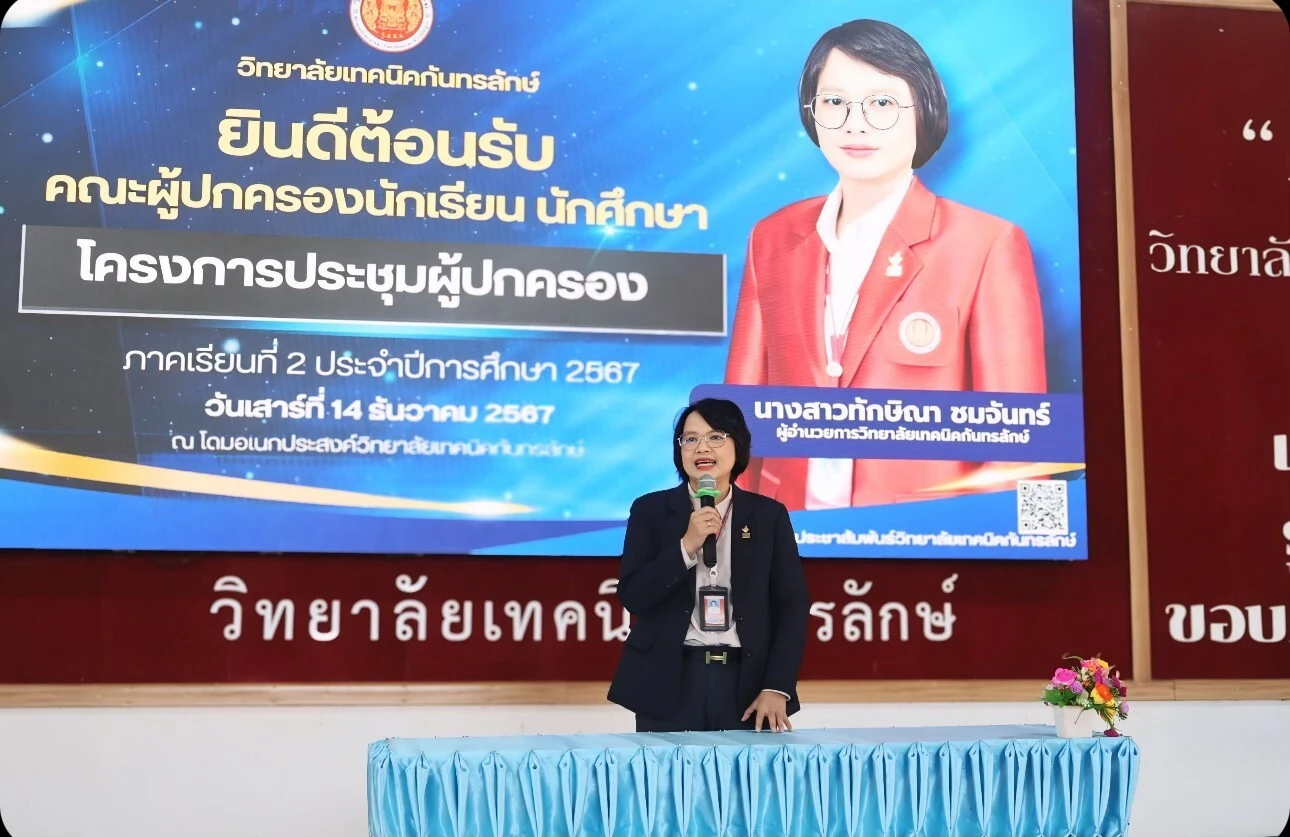 วิทยาลัยเทคนิคกันทรลักษ์
ยินดีต้อนรับ
คณะผู้ปกครองนักเรียน นักศึกษา
โครงการประชุมผู้ปกครอง
ภาคเรียนที่ 2 ประจำปีการศึกษา 2567
วันเสาร์ที่ 14 ธันวาคม 2567
ณ โดมอเนกประสงค์วิทยาลัยเทคนิคกันทรลักษ์
นางสาวทักษิณา ชมจันทร์
ผู้อำนวยการวิทยาลัยเทคนิคกันทรลักษ์
ประชาสัมพันธ์วิทยาลัยเทคนิคกันทรลักษ์
วิทยาลัยเทคนิ รลักษ์
“
วิทยาลั
ขอบ